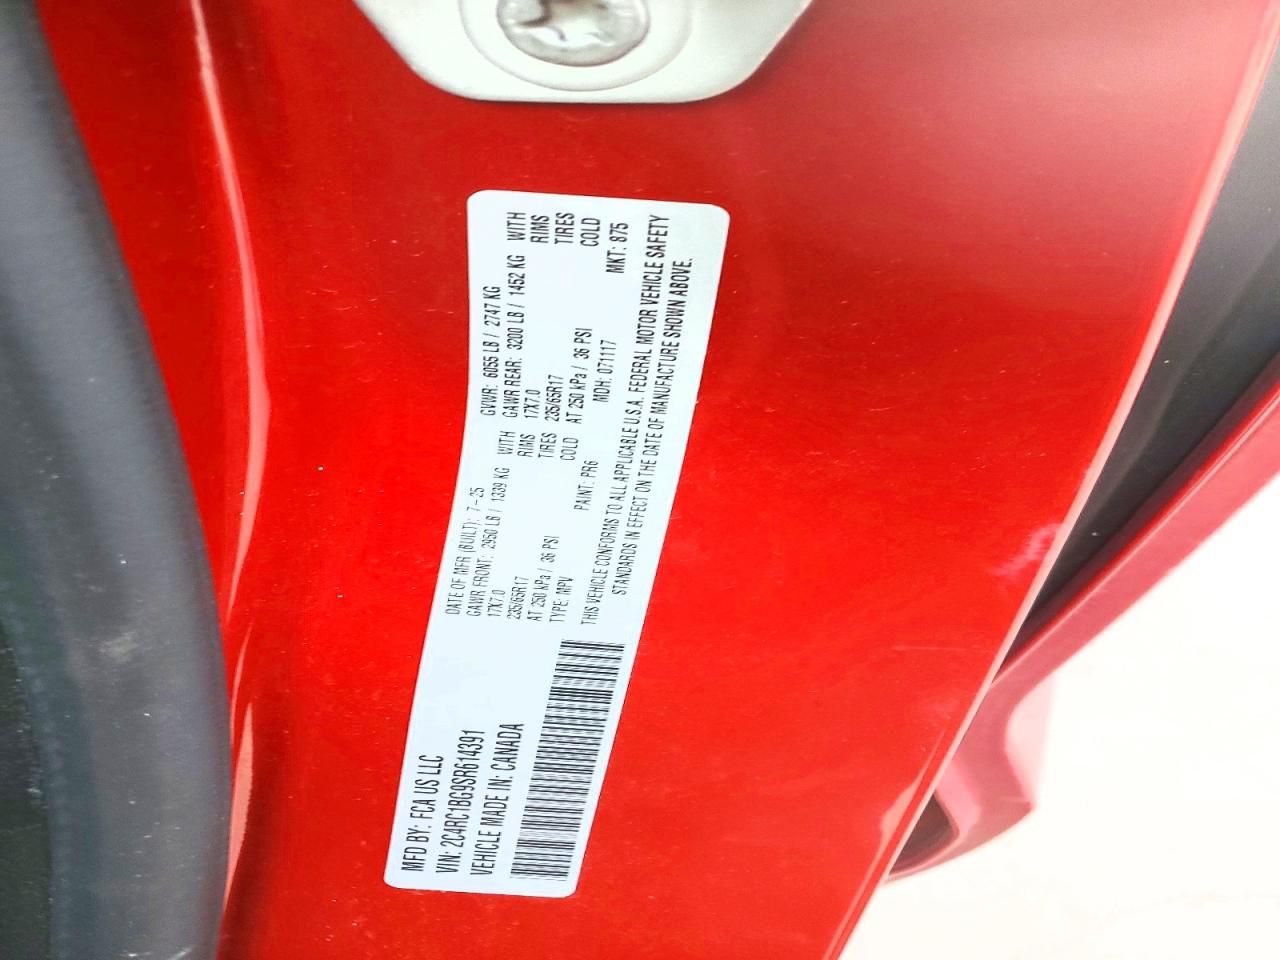 MFD BY: FCA US LLC
VIN: 2C4RC1BG9SR614391
VEHICLE MADE IN: CANADA
DATE OF MFR (BUILT): 7-25 GVWR: 6055 LB / 2747 KG
GAWR FRONT: 2950 LB / 1339 KG WITH GAWR REAR: 3200 LB / 1452 KG WITH
17X7.0 RIMS 17X7.0 RIMS
235/65R17 TIRES 235/65R17 TIRES
AT 250 kPa / 36 PSI COLD AT 250 kPa / 36 PSI COLD
TYPE: MPV PAINT: PR6 MDH: 071117 MKT: 875
THIS VEHICLE CONFORMS TO ALL APPLICABLE U.S.A. FEDERAL MOTOR VEHICLE SAFETY
STANDARDS IN EFFECT ON THE DATE OF MANUFACTURE SHOWN ABOVE.